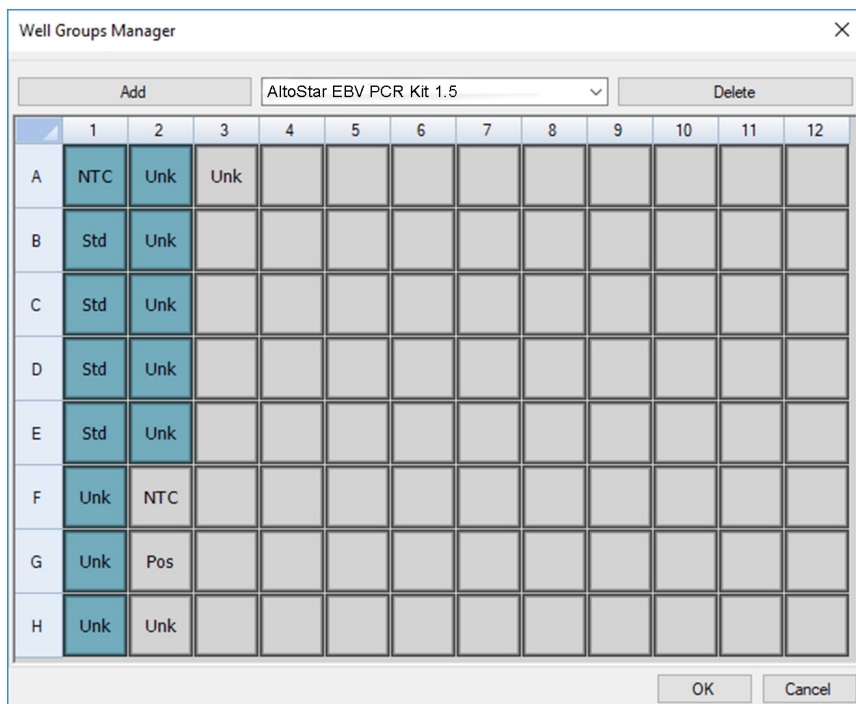 Well Groups Manager
Add AltoStar EBV PCR Kit 1.5 Delete
1 2 3 4 5 6 7 8 9 10 11 12
A NTC Unk Unk
B Std Unk
C Std Unk
D Std Unk
E Std Unk
F Unk NTC
G Unk Pos
H Unk Unk
OK Cancel